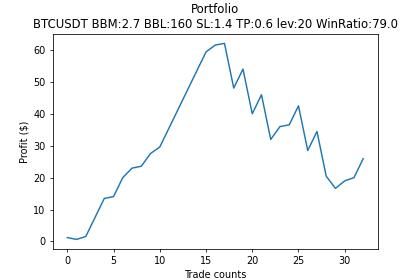 Portfolio
BTCUSDT BBM:2.7 BBL:160 SL:1.4 TP:0.6 lev:20 WinRatio:79.0
Profit ($)
60
50
40
30
20
10
0
0 5 10 15 20 25 30
Trade counts